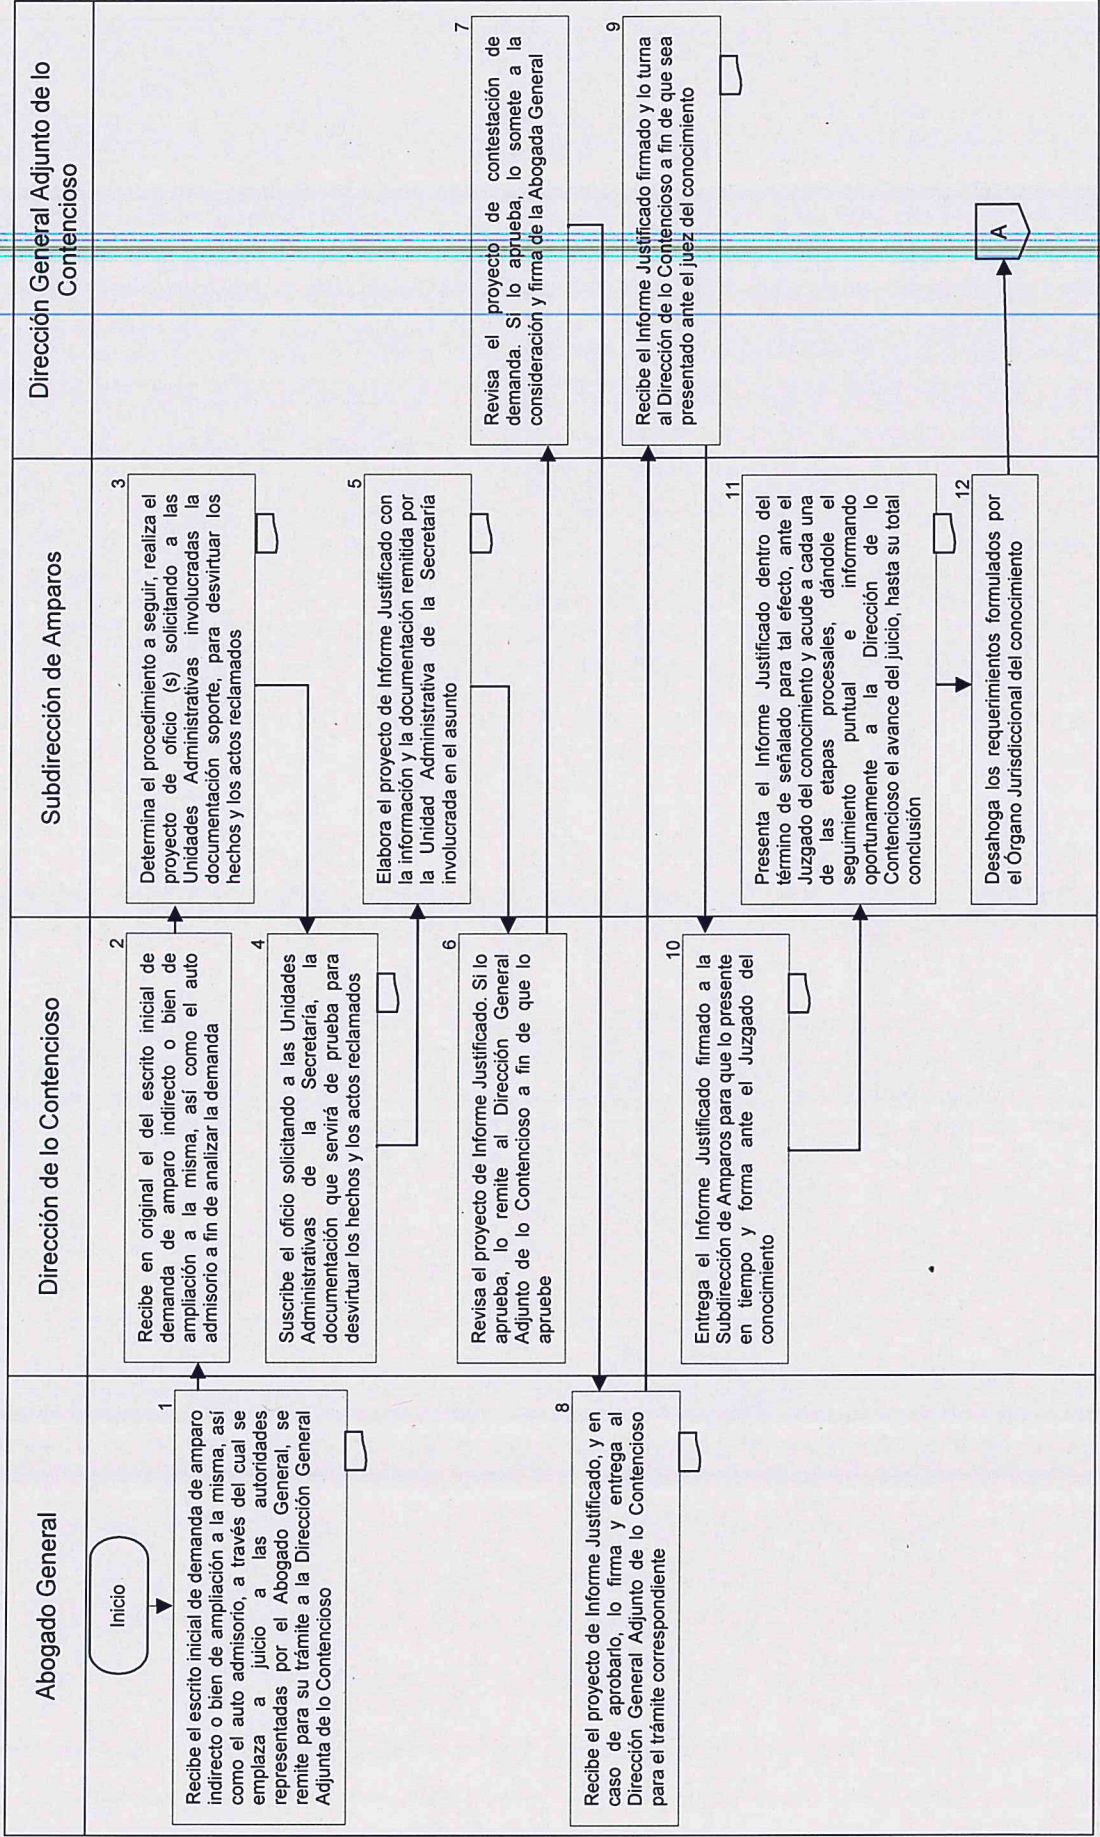 Abogado General
Dirección de lo Contencioso
Subdirección de Amparos
Dirección General Adjunto de lo
Contencioso
Inicio
1
Recibe el escrito inicial de demanda de amparo
indirecto o bien de ampliación a la misma, así
como el auto admisorio, a través del cual se
emplaza a juicio a las autoridades
representadas por el Abogado General, se
remite para su trámite a la Dirección General
Adjunta de lo Contencioso
2
Recibe en original el del escrito inicial de
demanda de amparo indirecto o bien de
ampliación a la misma, así como el auto
admisorio a fin de analizar la demanda
3
Determina el procedimiento a seguir, realiza el
proyecto de oficio (s) solicitando a las
Unidades Administrativas involucradas la
documentación soporte, para desvirtuar los
hechos y los actos reclamados
4
Suscribe el oficio solicitando a las Unidades
Administrativas de la Secretaría, la
documentación que servirá de prueba para
desvirtuar los hechos y los actos reclamados
5
Elabora el proyecto de Informe Justificado con
la información y la documentación remitida por
la Unidad Administrativa de la Secretaría
involucrada en el asunto
6
Revisa el proyecto de Informe Justificado. Si lo
aprueba, lo remite al Dirección General
Adjunto de lo Contencioso a fin de que lo
apruebe
7
Revisa el proyecto de contestación de
demanda. Si lo aprueba, lo somete a la
consideración y firma de la Abogada General
8
Recibe el proyecto de Informe Justificado, y en
caso de aprobarlo, lo firma y entrega al
Dirección General Adjunto de lo Contencioso
para el trámite correspondiente
9
Recibe el Informe Justificado firmado y lo turna
al Dirección de lo Contencioso a fin de que sea
presentado ante el juez del conocimiento
10
Entrega el Informe Justificado firmado a la
Subdirección de Amparos para que lo presente
en tiempo y forma ante el Juzgado del
conocimiento
11
Presenta el Informe Justificado dentro del
término de señalado para tal efecto, ante el
Juzgado del conocimiento y acude a cada una
de las etapas procesales, dándole el
seguimiento puntual e informando
oportunamente a la Dirección de lo
Contencioso el avance del juicio, hasta su total
conclusión
12
Desahoga los requerimientos formulados por
el Órgano Jurisdiccional del conocimiento
A